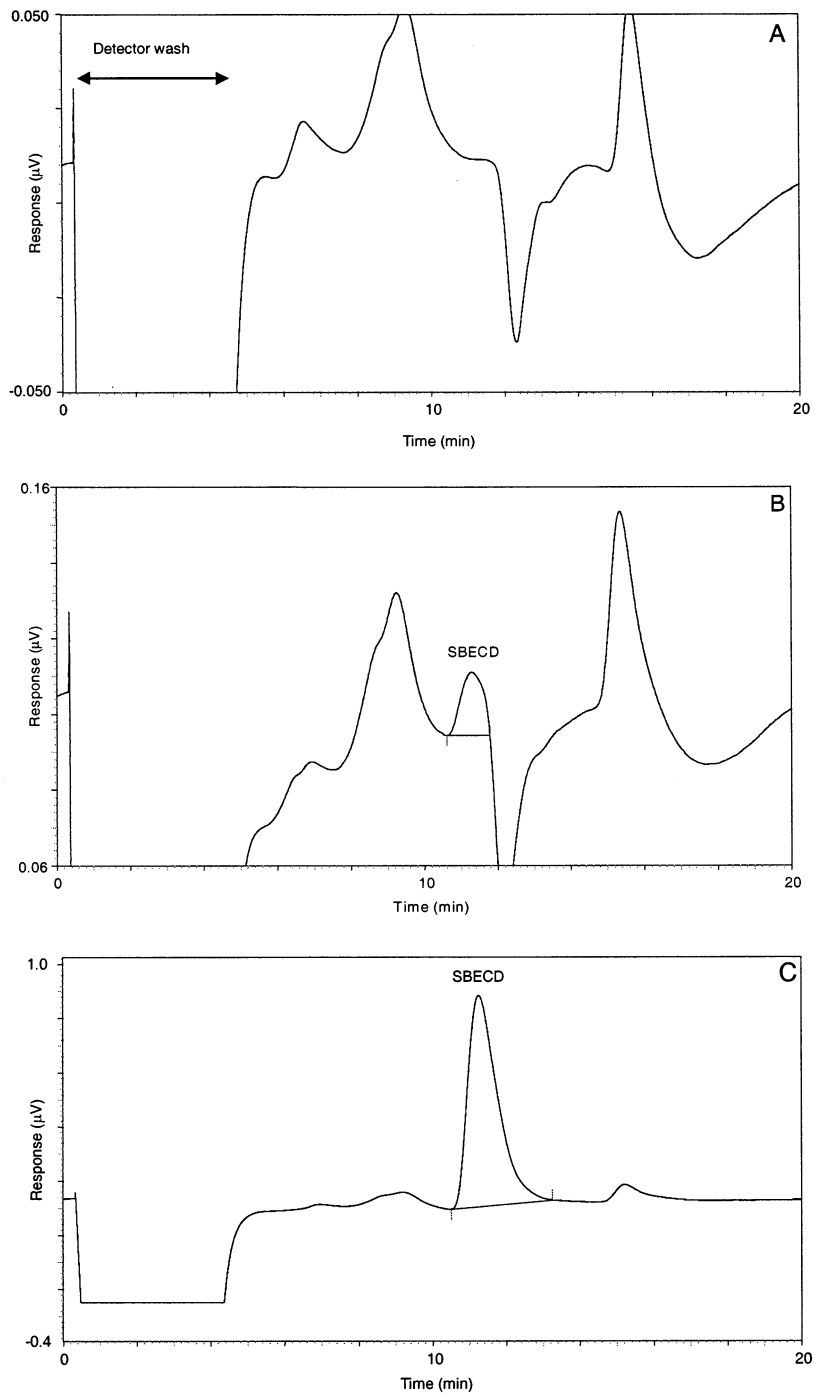 0.050
A
Detector wash
Response (µV)
-0.050
0
10
20
Time (min)
0.16
B
SBECD
Response (µV)
0.06
0
10
20
Time (min)
1.0
C
SBECD
Response (µV)
-0.4
0
10
20
Time (min)